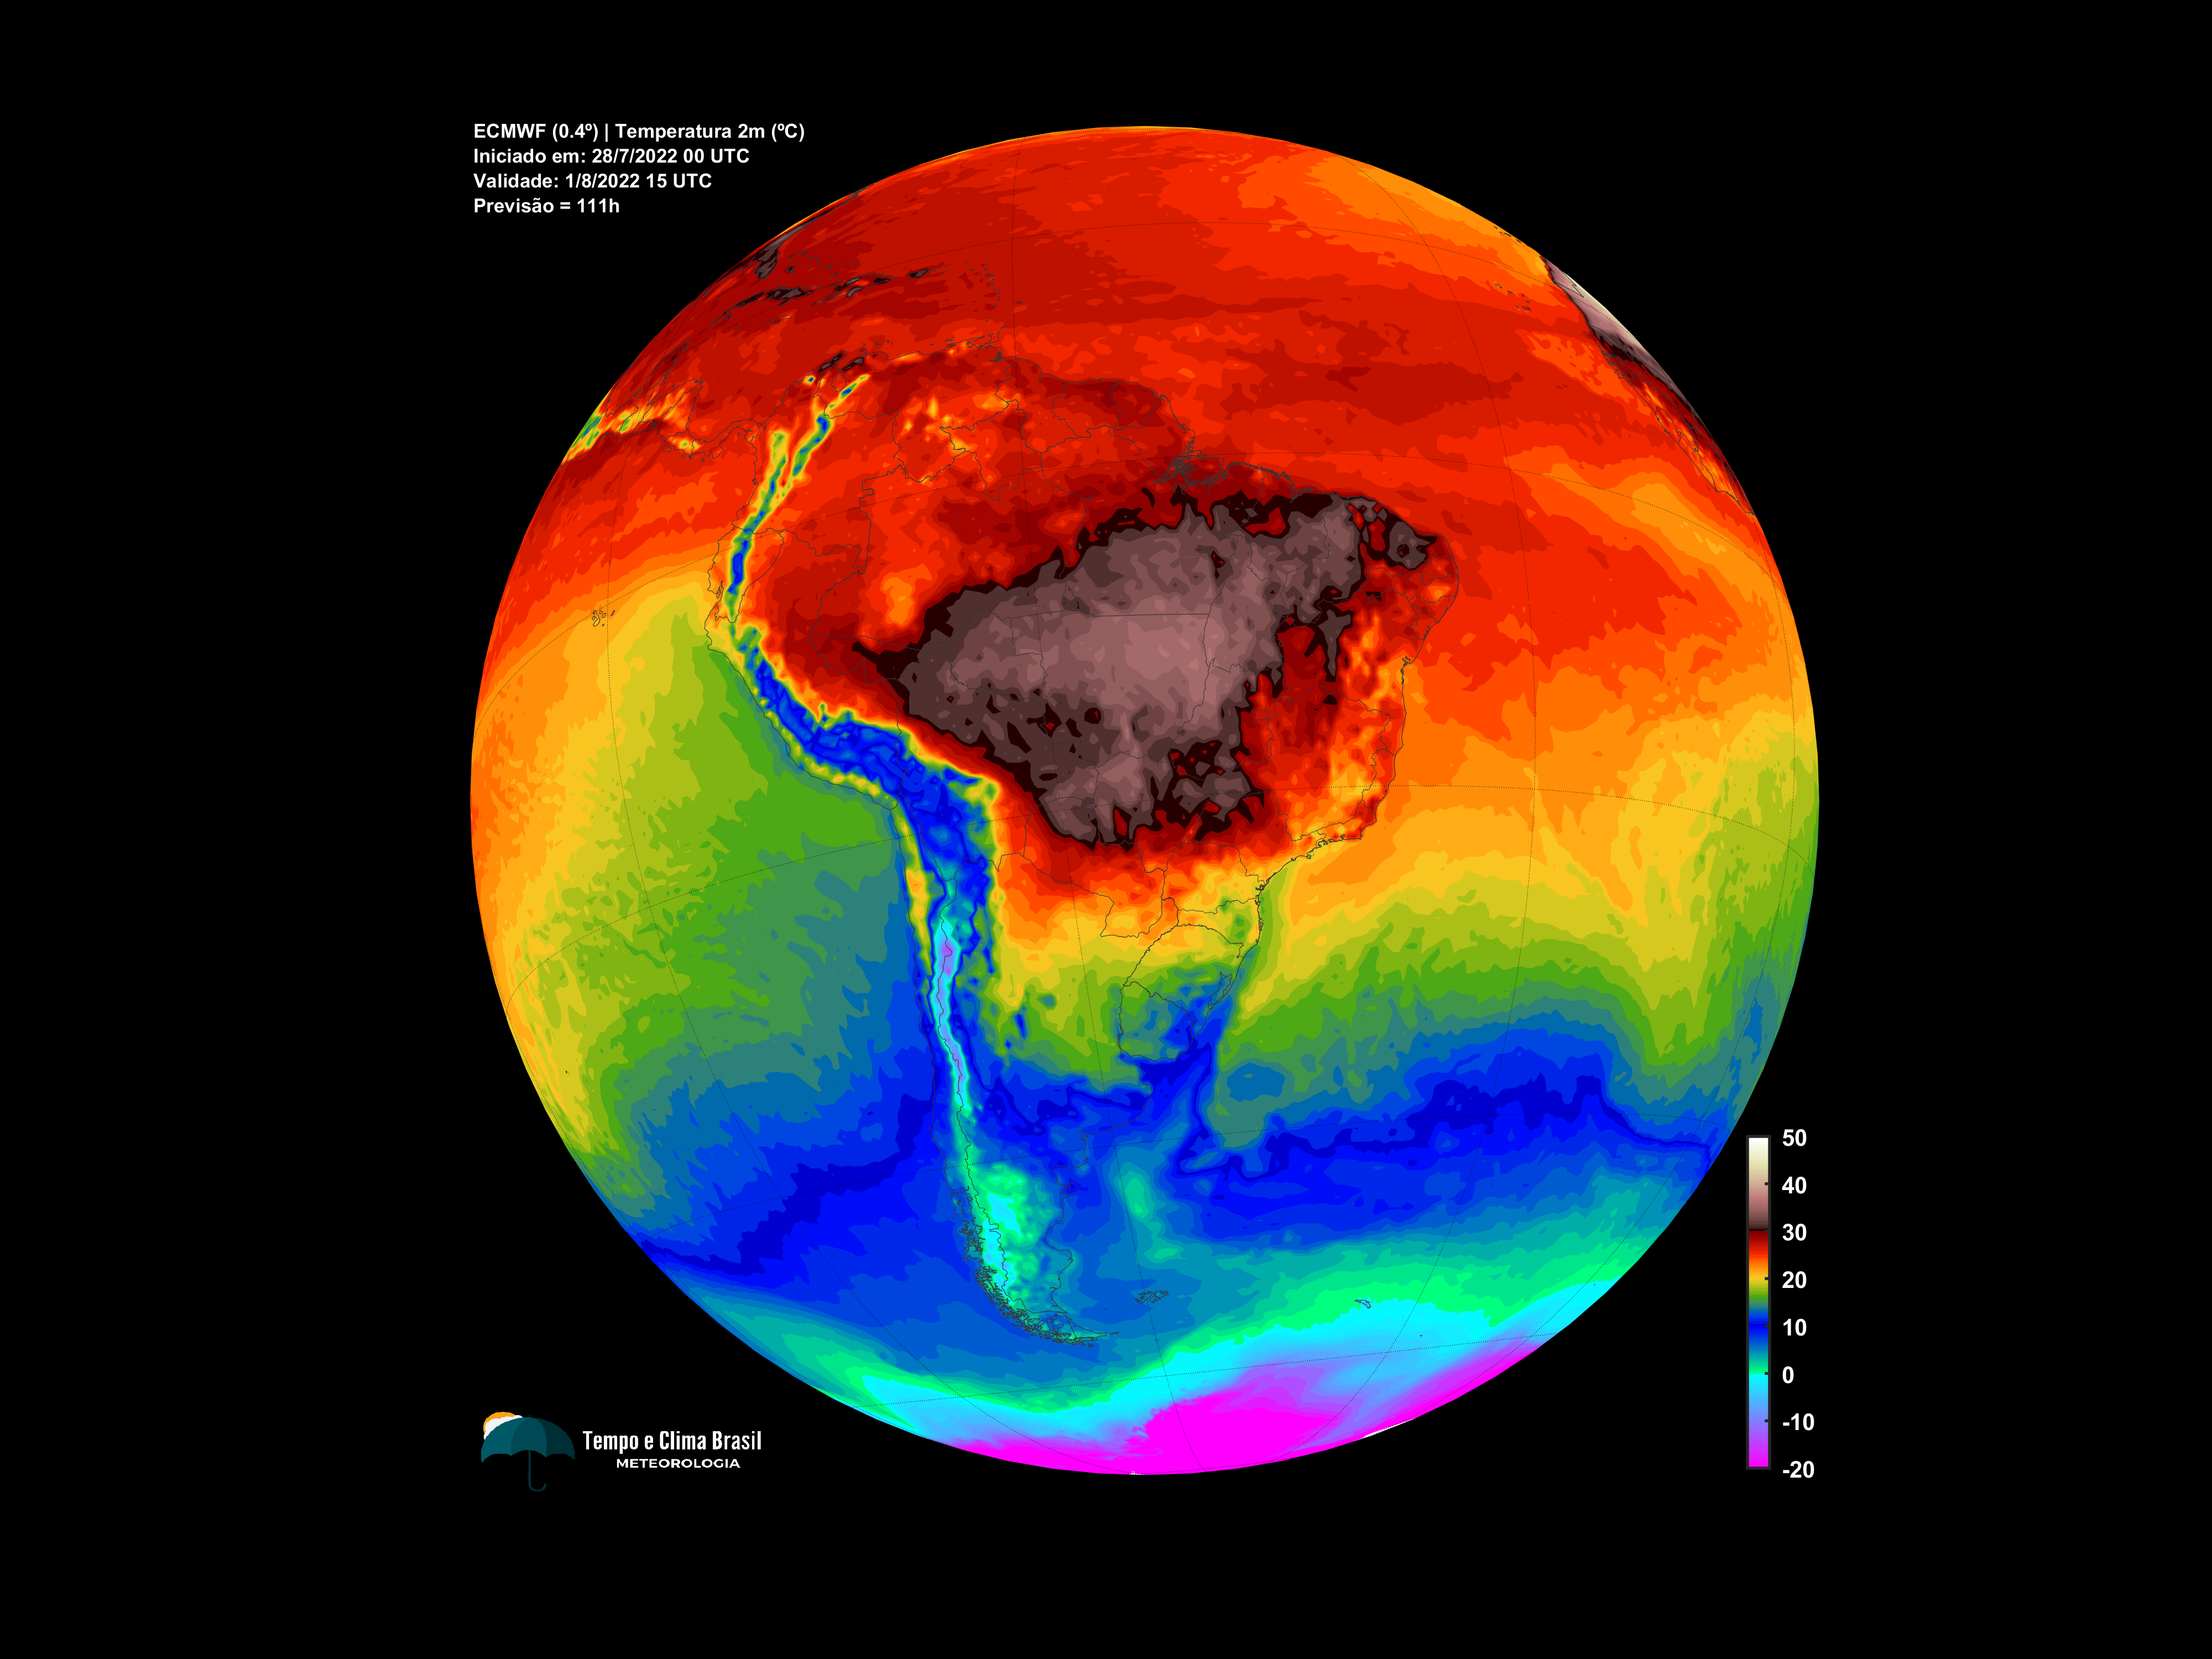 ECMWF (0.4º) | Temperatura 2m (ºC)
Iniciado em: 28/7/2022 00 UTC
Validade: 1/8/2022 15 UTC
Previsão = 111h
50
40
30
20
10
0
-10
-20
Tempo e Clima Brasil
METEOROLOGIA